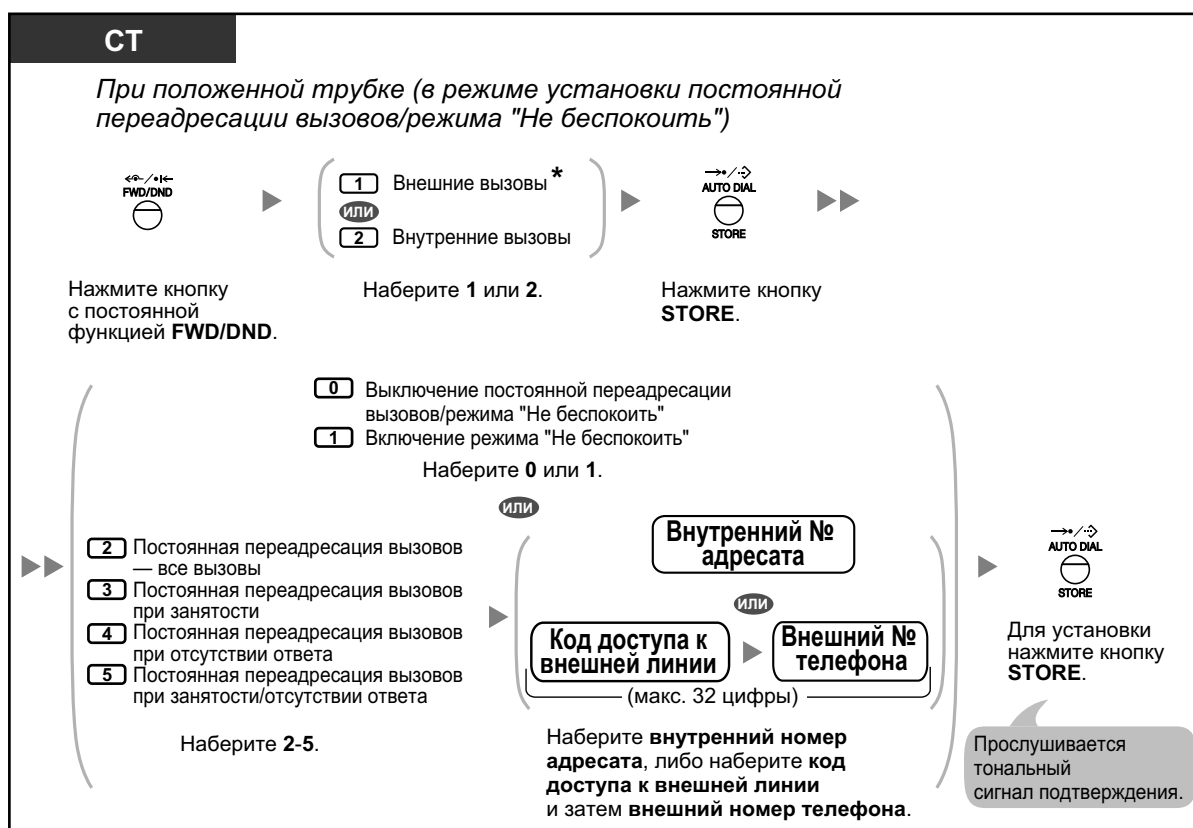 СТ
При положенной трубке (в режиме установки постоянной
переадресации вызовов/режима "Не беспокоить")
FWD/DND
Нажмите кнопку
с постоянной
функцией FWD/DND.
1 Внешние вызовы*
или
2 Внутренние вызовы
Наберите 1 или 2.
AUTO DIAL
STORE
Нажмите кнопку
STORE.
0 Выключение постоянной переадресации
вызовов/режима "Не беспокоить"
1 Включение режима "Не беспокоить"
Наберите 0 или 1.
или
2 Постоянная переадресация вызовов
— все вызовы
3 Постоянная переадресация вызовов
при занятости
4 Постоянная переадресация вызовов
при отсутствии ответа
5 Постоянная переадресация вызовов
при занятости/отсутствии ответа
Наберите 2-5.
Внутренний №
адресата
или
Код доступа к
внешней линии
Внешний №
телефона
(макс. 32 цифры)
Наберите внутренний номер
адресата, либо наберите код
доступа к внешней линии
и затем внешний номер телефона.
AUTO DIAL
STORE
Для установки
нажмите кнопку
STORE.
Прослушивается
тональный
сигнал подтверждения.